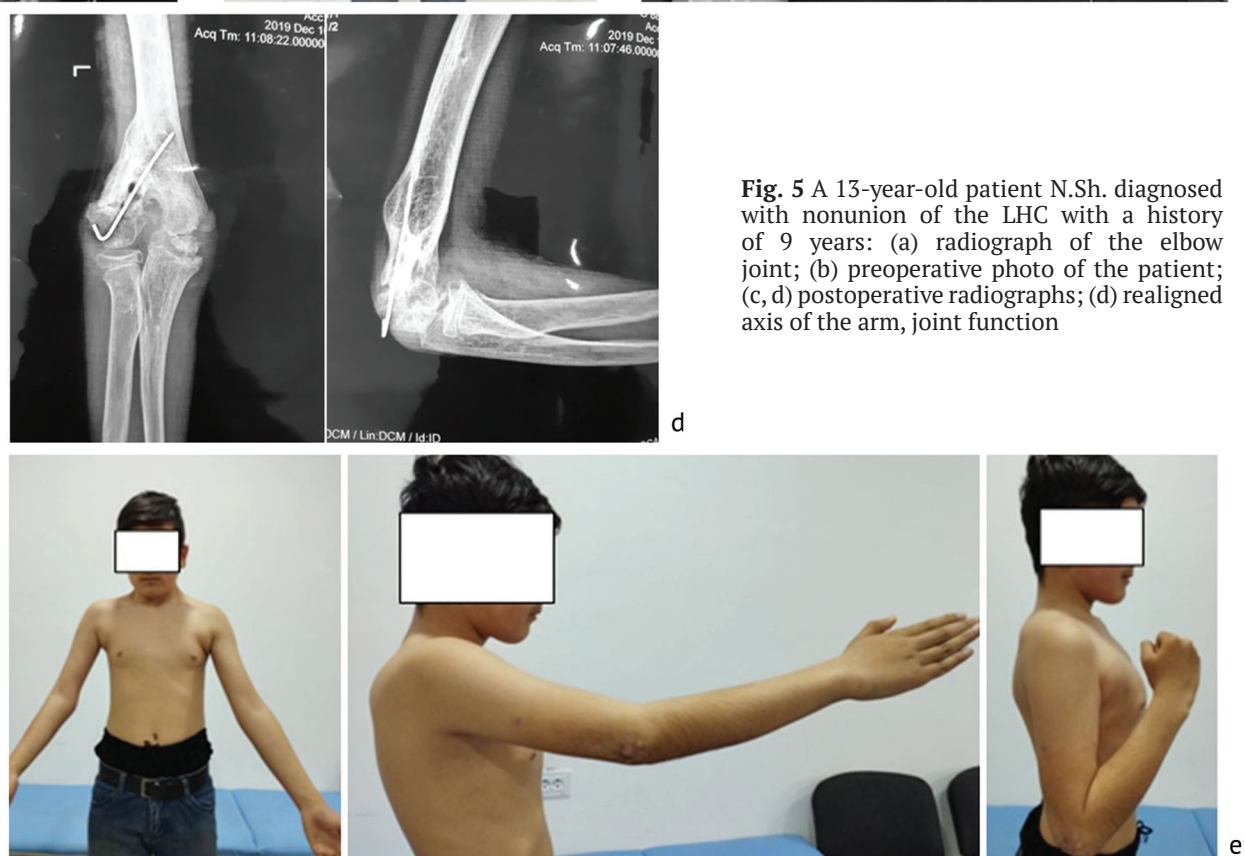 2019 Dec 1
Acq Tm: 11:08:22.00000
L
2019 Dec
Acq Tm: 11:07:46.0000
DCM / Lin:DCM / Id:ID
d
Fig. 5 A 13-year-old patient N.Sh. diagnosed
with nonunion of the LHC with a history
of 9 years: (a) radiograph of the elbow
joint; (b) preoperative photo of the patient;
(c, d) postoperative radiographs; (d) realigned
axis of the arm, joint function
e